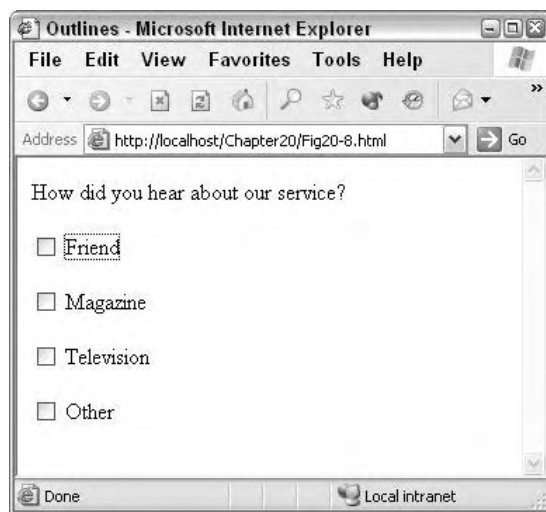 Outlines - Microsoft Internet Explorer
File Edit View Favorites Tools Help
»
Address http://localhost/Chapter20/Fig20-8.html Go
How did you hear about our service?
Friend
Magazine
Television
Other
Done Local intranet